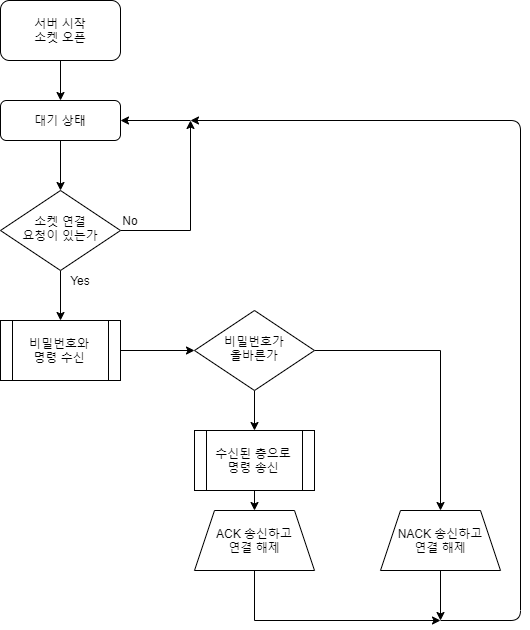 서버 시작
소켓 오픈
대기 상태
소켓 연결
요청이 있는가
No
Yes
비밀번호와
명령 수신
비밀번호가
올바른가
수신된 층으로
명령 송신
ACK 송신하고
연결 해제
NACK 송신하고
연결 해제